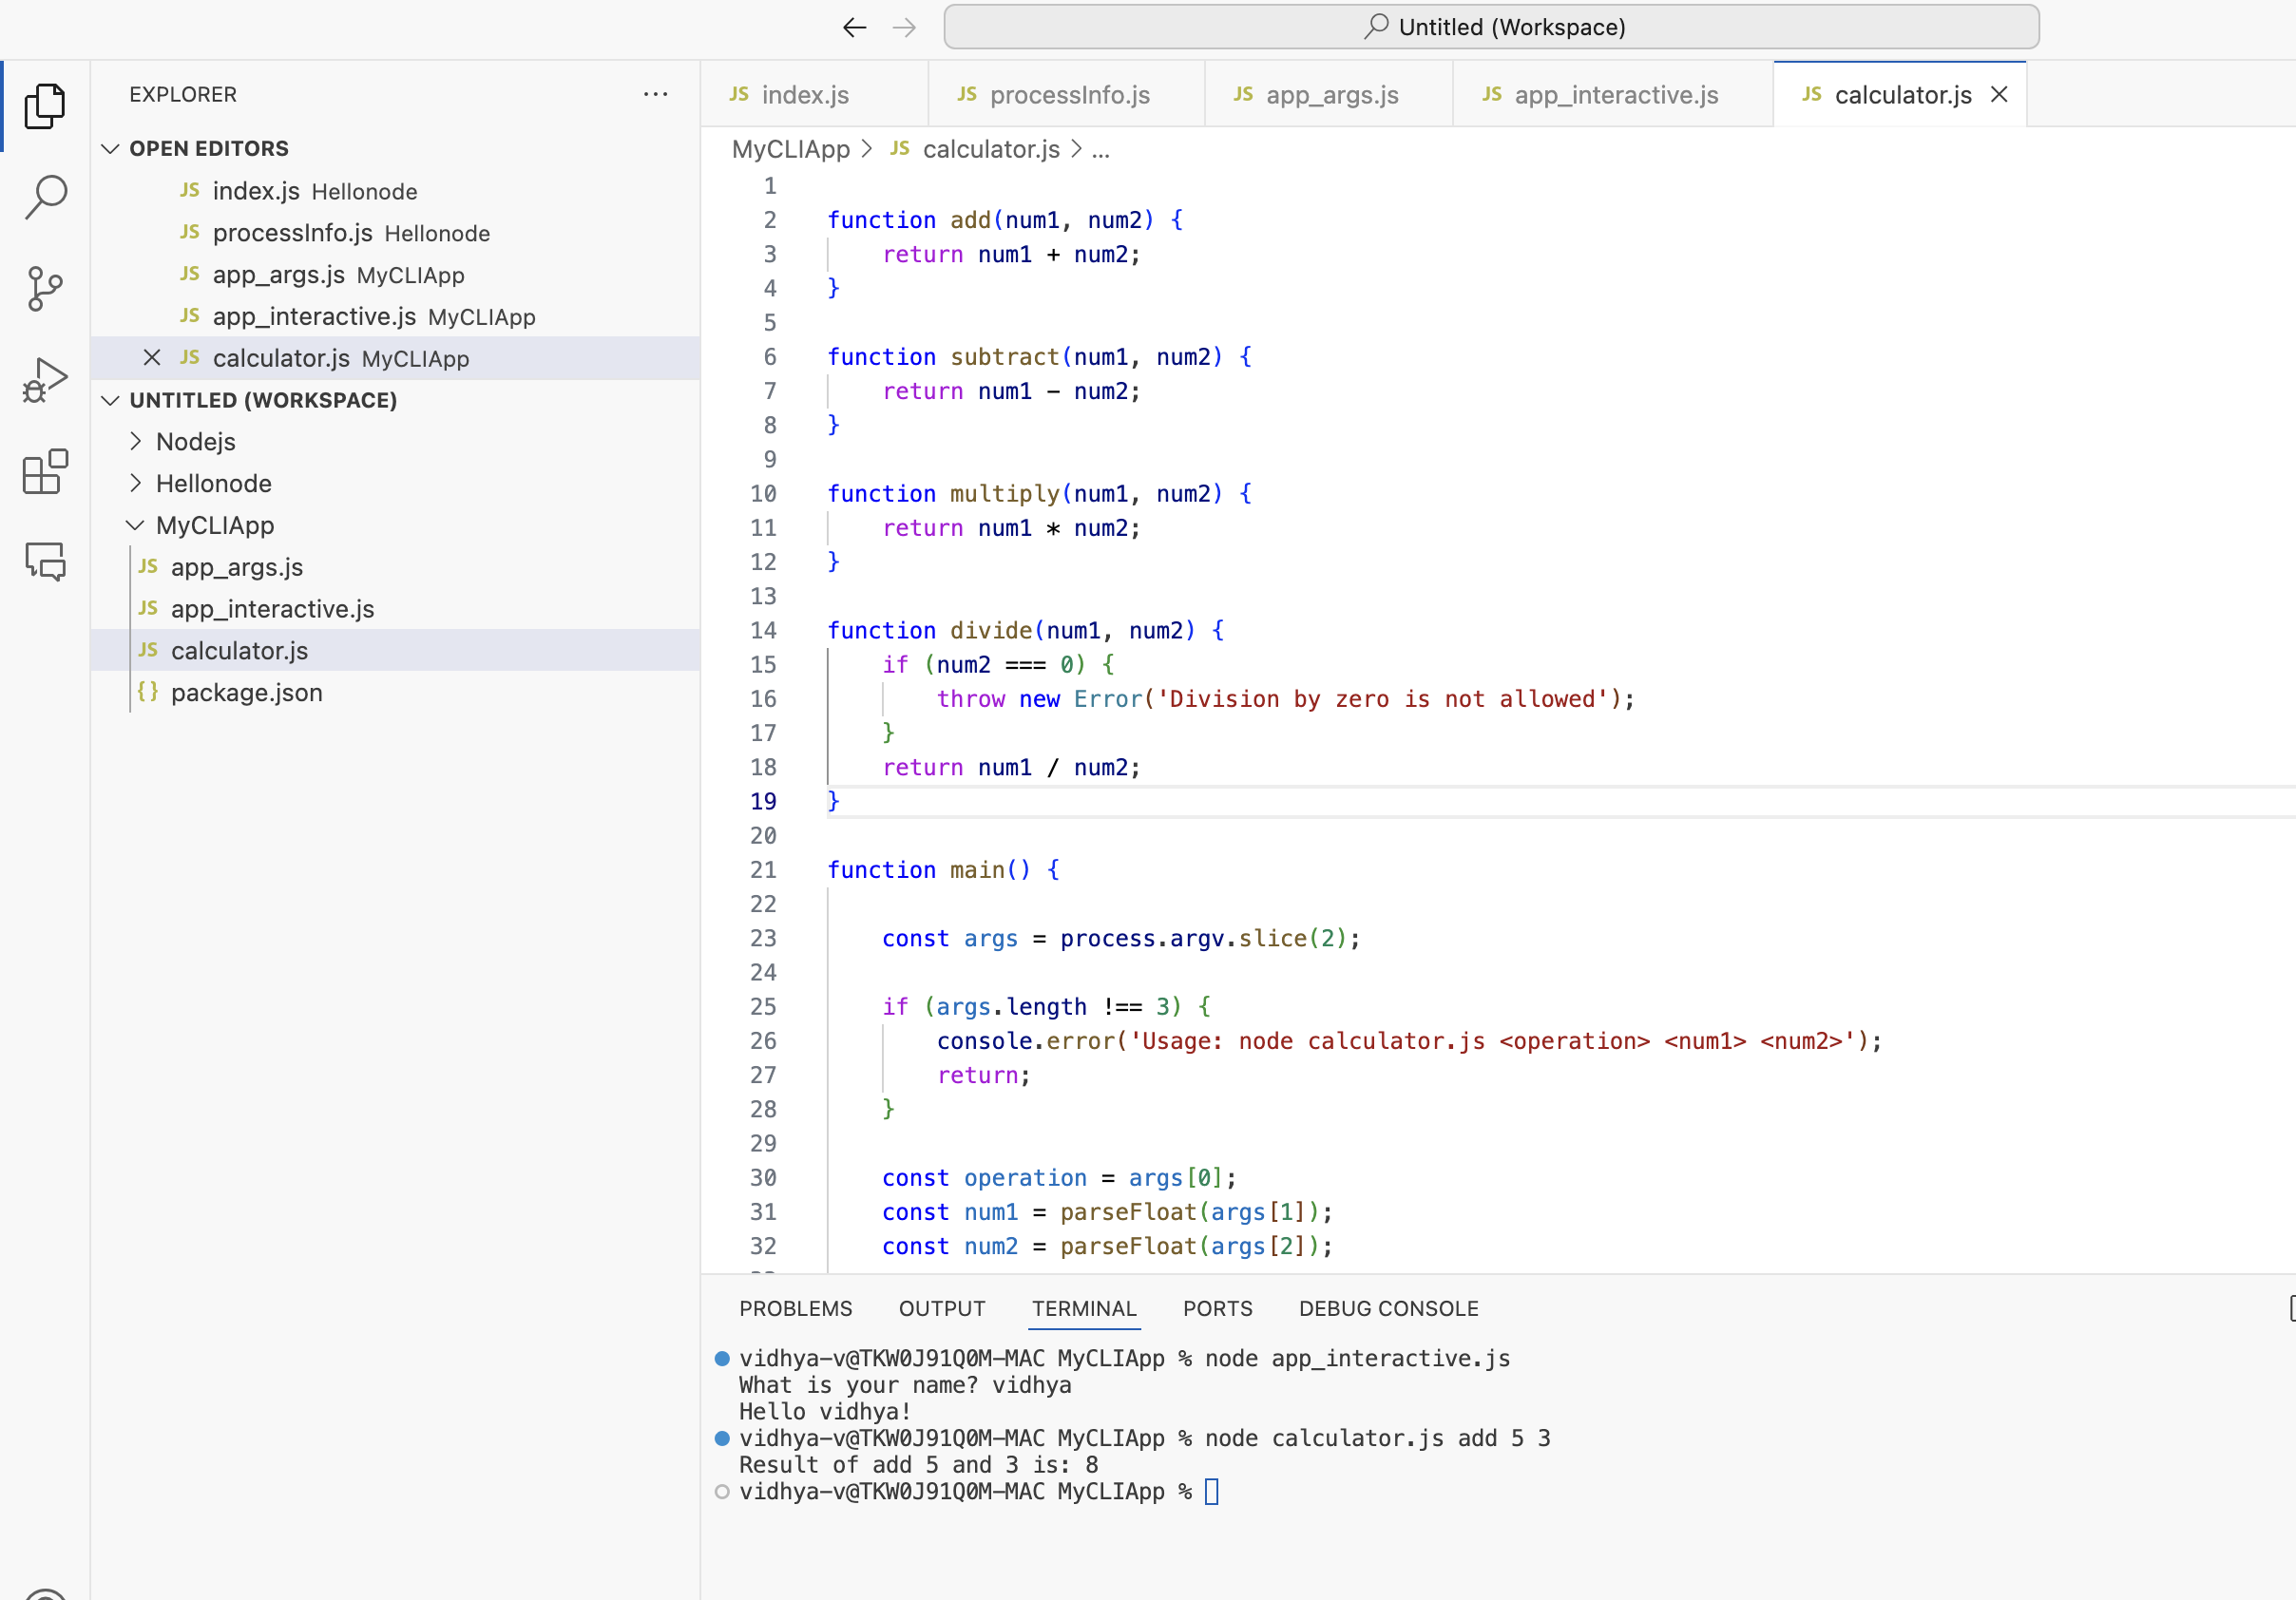 Untitled (Workspace)
EXPLORER
OPEN EDITORS
JS index.js Hellonode
JS processInfo.js Hellonode
JS app_args.js MyCLIApp
JS app_interactive.js MyCLIApp
JS calculator.js MyCLIApp
UNTITLED (WORKSPACE)
Nodejs
Hellonode
MyCLIApp
JS app_args.js
JS app_interactive.js
JS calculator.js
{} package.json
JS index.js JS processInfo.js JS app_args.js JS app_interactive.js JS calculator.js
MyCLIApp > JS calculator.js > ...
1
2 function add(num1, num2) {
3 return num1 + num2;
4 }
5
6 function subtract(num1, num2) {
7 return num1 - num2;
8 }
9
10 function multiply(num1, num2) {
11 return num1 * num2;
12 }
13
14 function divide(num1, num2) {
15 if (num2 === 0) {
16 throw new Error('Division by zero is not allowed');
17 }
18 return num1 / num2;
19 }
20
21 function main() {
22
23 const args = process.argv.slice(2);
24
25 if (args.length !== 3) {
26 console.error('Usage: node calculator.js <operation> <num1> <num2>');
27 return;
28 }
29
30 const operation = args[0];
31 const num1 = parseFloat(args[1]);
32 const num2 = parseFloat(args[2]);
PROBLEMS OUTPUT TERMINAL PORTS DEBUG CONSOLE
vidhya-v@TKW0J91Q0M-MAC MyCLIApp % node app_interactive.js
What is your name? vidhya
Hello vidhya!
vidhya-v@TKW0J91Q0M-MAC MyCLIApp % node calculator.js add 5 3
Result of add 5 and 3 is: 8
vidhya-v@TKW0J91Q0M-MAC MyCLIApp %